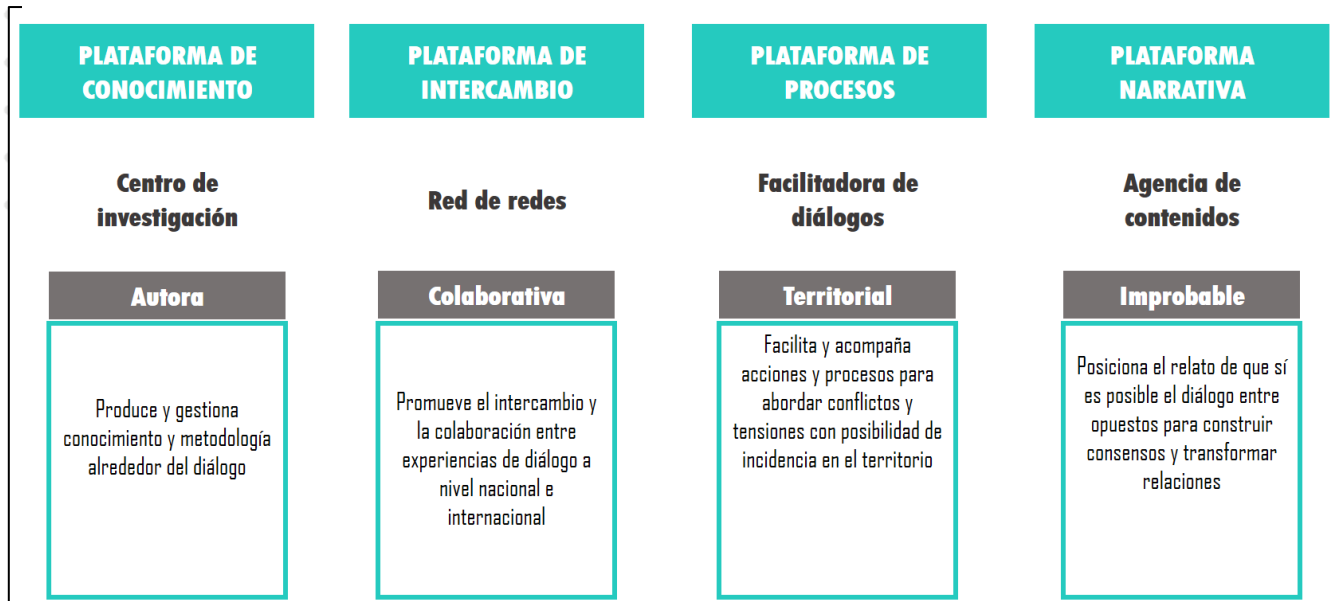 PLATAFORMA DE
CONOCIMIENTO
Centro de
investigación
Autora
Produce y gestiona
conocimiento y metodología
alrededor del diálogo
PLATAFORMA DE
INTERCAMBIO
Red de redes
Colaborativa
Promueve el intercambio y
la colaboración entre
experiencias de diálogo a
nivel nacional e
internacional
PLATAFORMA DE
PROCESOS
Facilitadora de
diálogos
Territorial
Facilita y acompaña
acciones y procesos para
abordar conflictos y
tensiones con posibilidad de
incidencia en el territorio
PLATAFORMA
NARRATIVA
Agencia de
contenidos
Improbable
Posiciona el relato de que sí
es posible el diálogo entre
opuestos para construir
consensos y transformar
relaciones